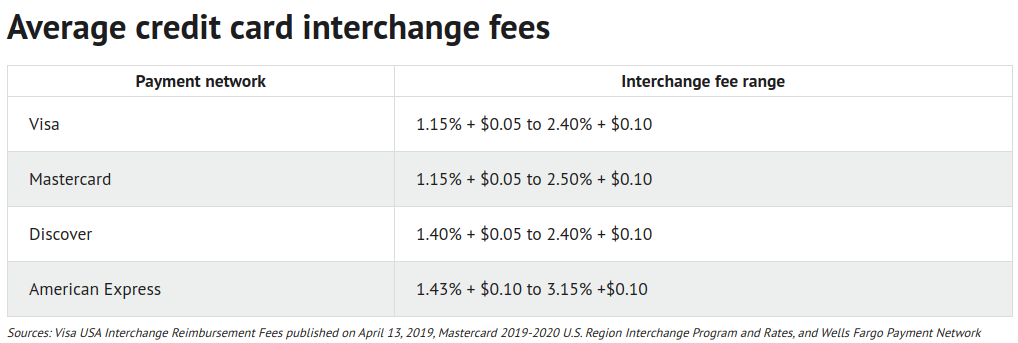 Average credit card interchange fees
Payment network Interchange fee range
Visa 1.15% + $0.05 to 2.40% + $0.10
Mastercard 1.15% + $0.05 to 2.50% + $0.10
Discover 1.40% + $0.05 to 2.40% + $0.10
American Express 1.43% + $0.10 to 3.15% +$0.10
Sources: Visa USA Interchange Reimbursement Fees published on April 13, 2019, Mastercard 2019-2020 U.S. Region Interchange Program and Rates, and Wells Fargo Payment Network